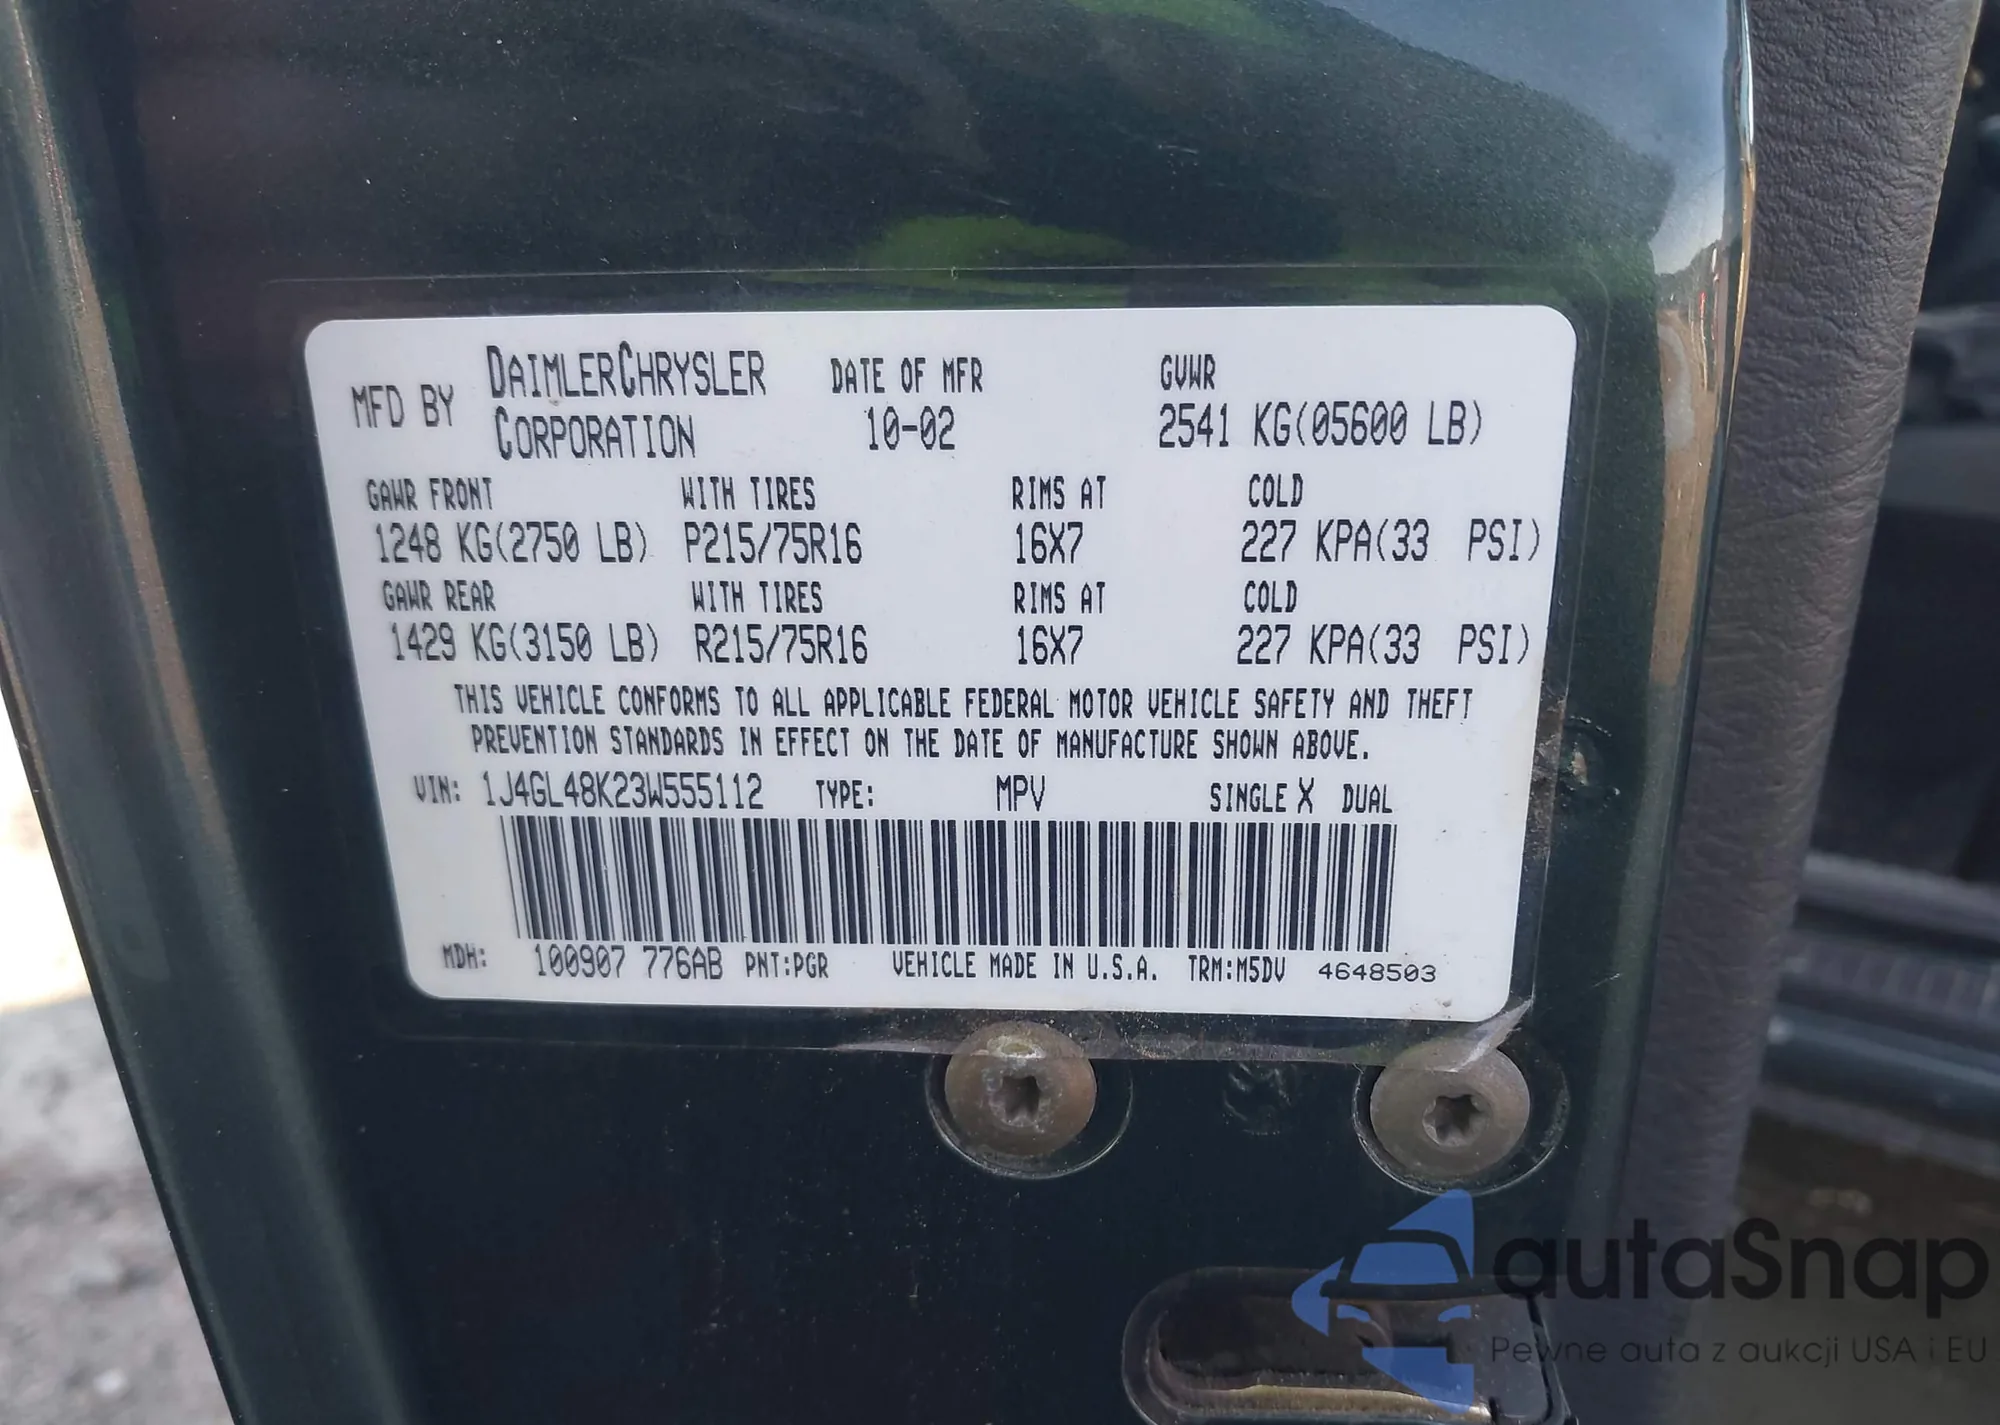 MFD BY DAIMLERCHRYSLER CORPORATION DATE OF MFR 10-02 GVWR 2541 KG(05600 LB)
GAWR FRONT WITH TIRES RIMS AT COLD
1248 KG(2750 LB) P215/75R16 16X7 227 KPA(33 PSI)
GAWR REAR WITH TIRES RIMS AT COLD
1429 KG(3150 LB) R215/75R16 16X7 227 KPA(33 PSI)
THIS VEHICLE CONFORMS TO ALL APPLICABLE FEDERAL MOTOR VEHICLE SAFETY AND THEFT
PREVENTION STANDARDS IN EFFECT ON THE DATE OF MANUFACTURE SHOWN ABOVE.
VIN: 1J4GL48K23W555112 TYPE: MPV SINGLE X DUAL
MDH: 100907 776AB PNT:PGR VEHICLE MADE IN U.S.A. TRM:M5DV 4648503
autaSnap
Pewne auta z aukcji USA i EU